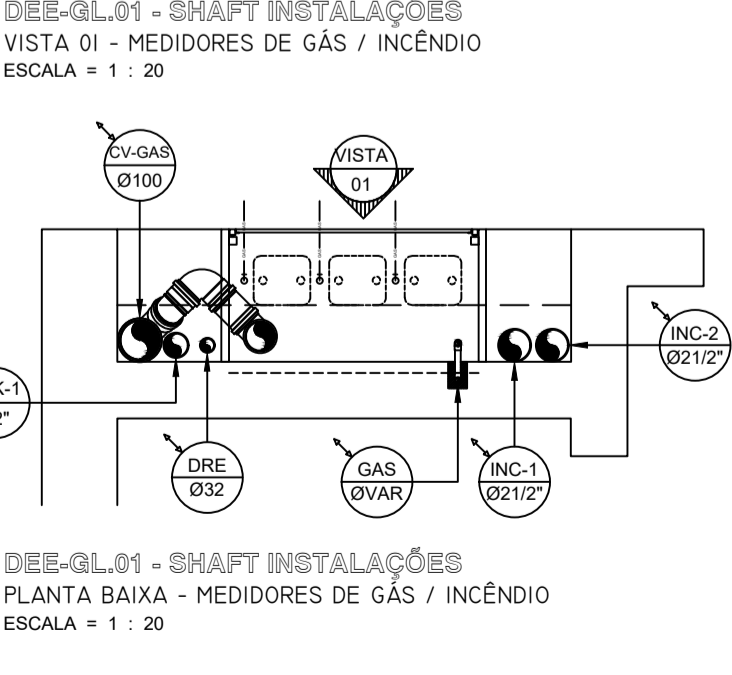 DEE-GL.01 - SHAFT INSTALAÇÕES
VISTA 01 - MEDIDORES DE GÁS / INCÊNDIO
ESCALA = 1 : 20
CV-GAS
Ø100
VISTA
01
INC-2
Ø21/2"
-1
"
DRE
Ø32
GAS
ØVAR
INC-1
Ø21/2"
DEE-GL.01 - SHAFT INSTALAÇÕES
PLANTA BAIXA - MEDIDORES DE GÁS / INCÊNDIO
ESCALA = 1 : 20